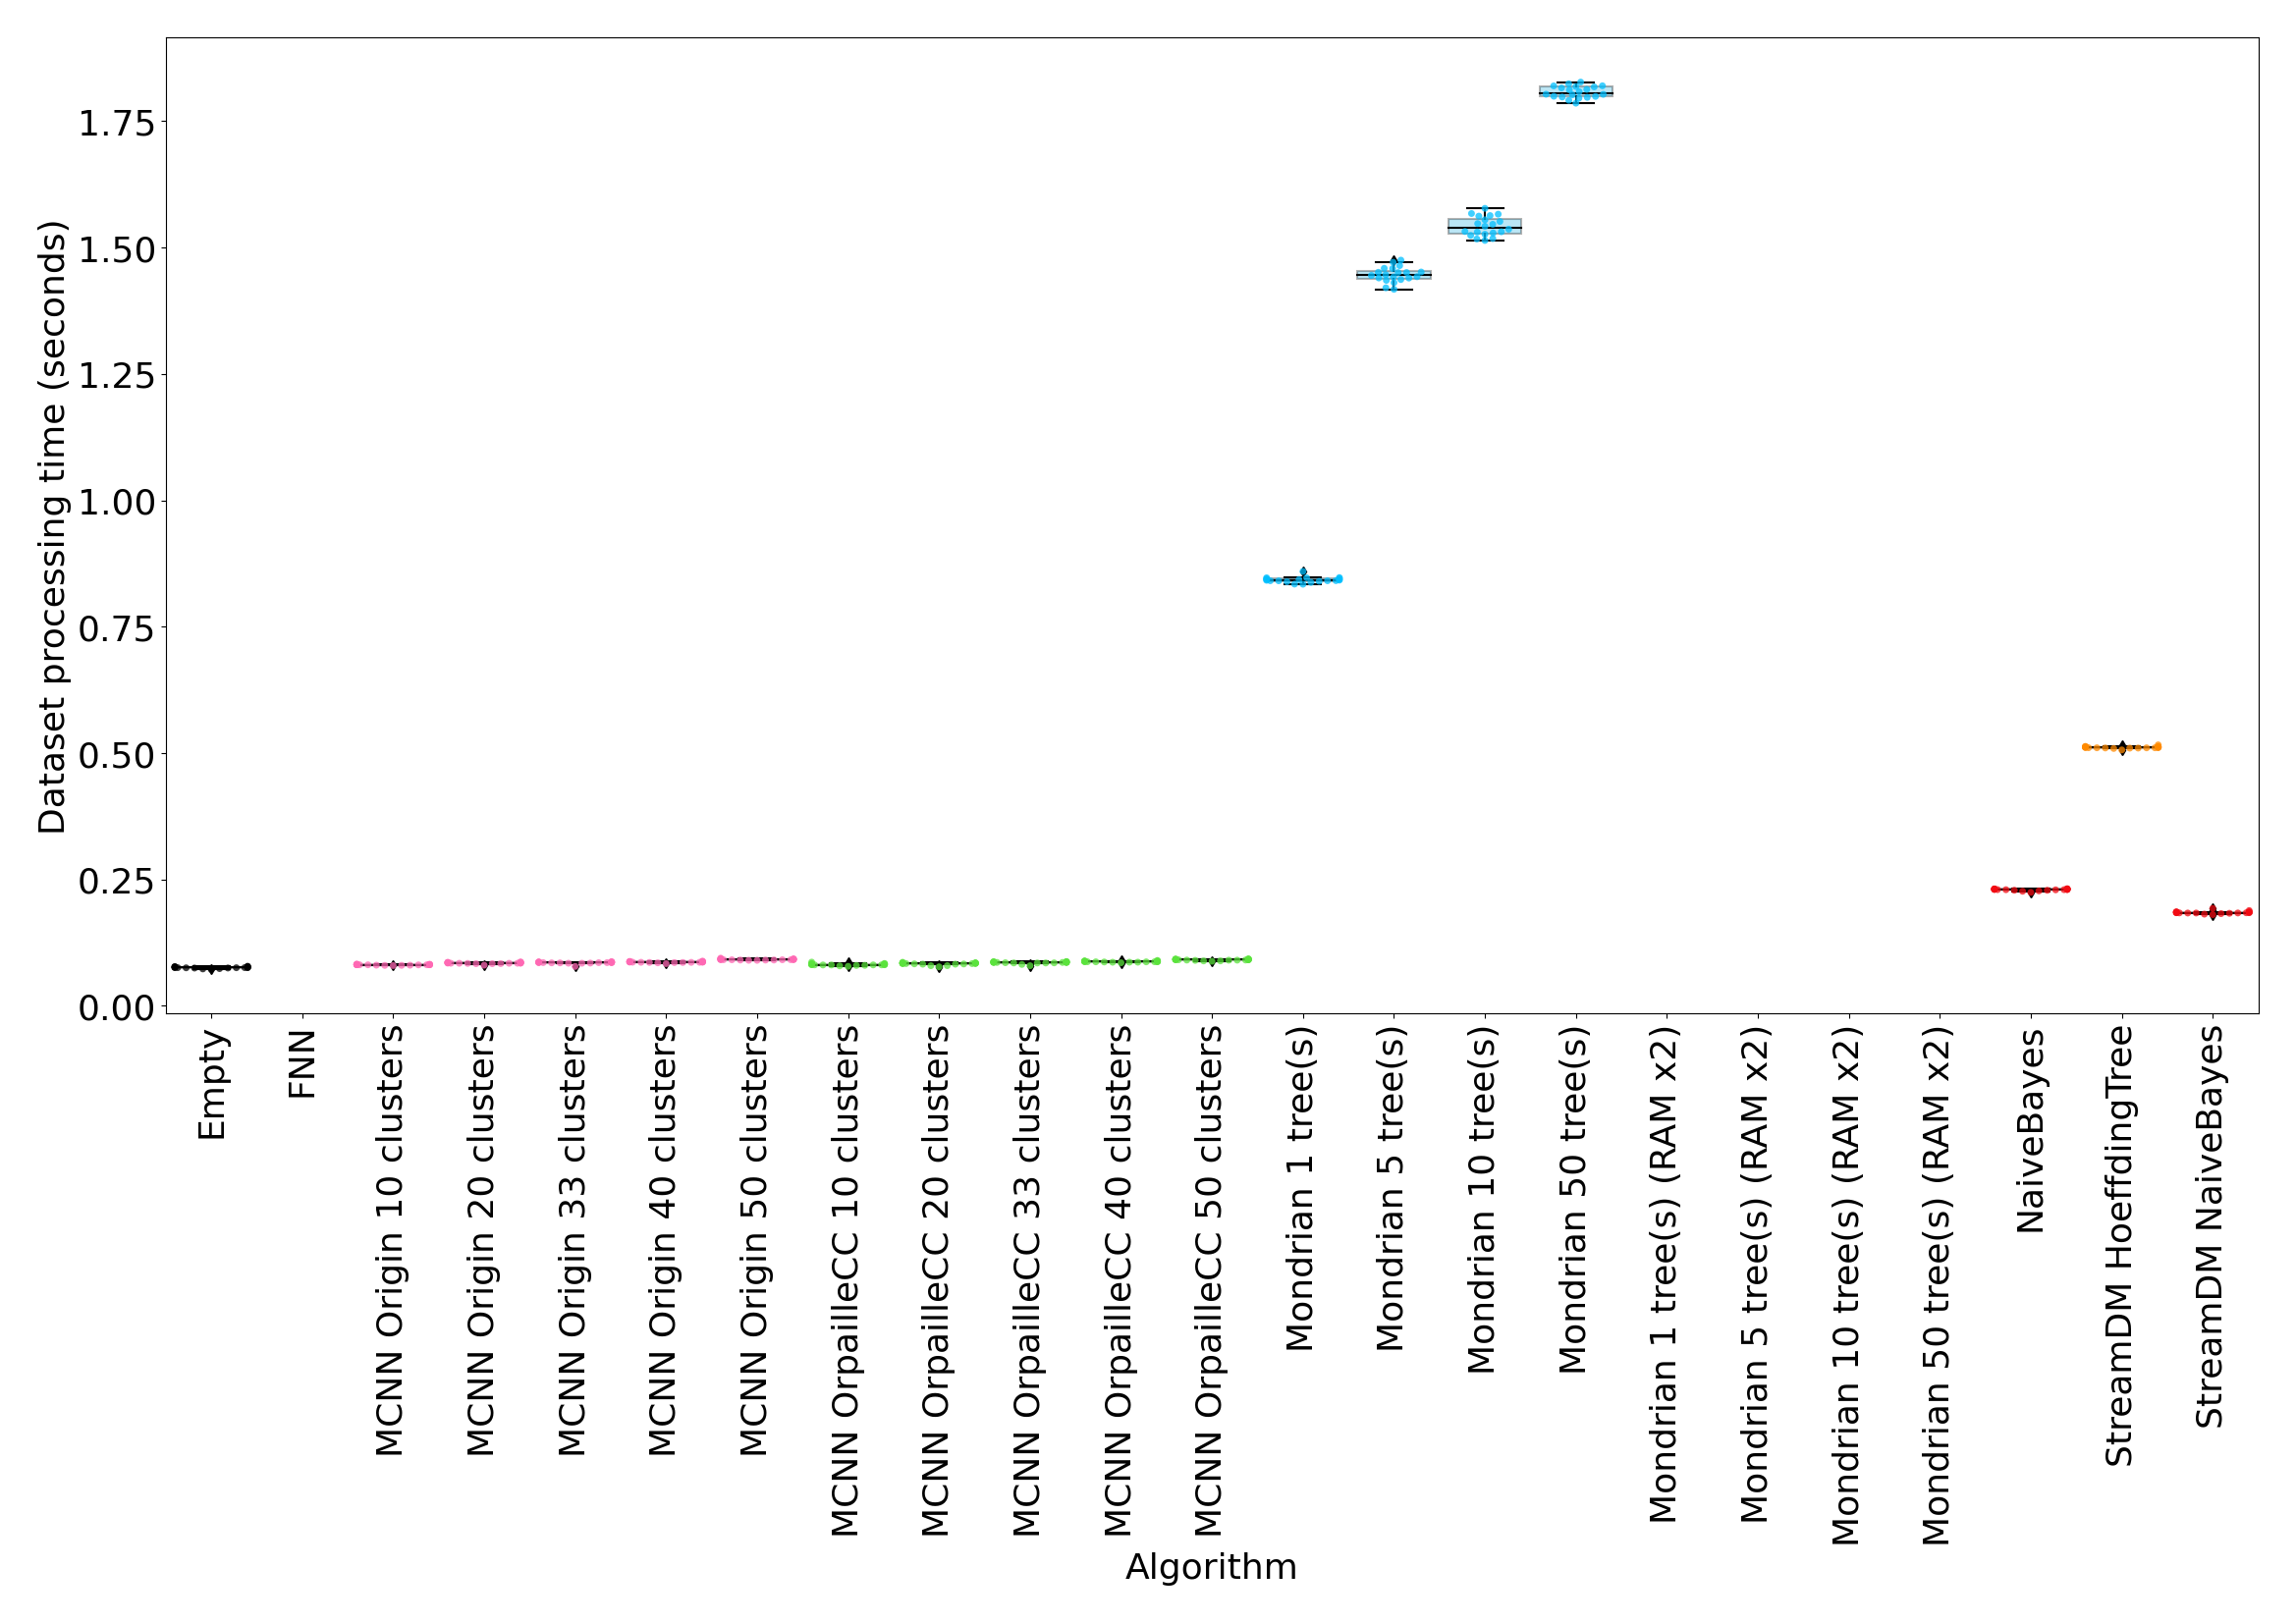 Dataset processing time (seconds)
1.75
1.50
1.25
1.00
0.75
0.50
0.25
0.00
Empty
FNN
MCNN Origin 10 clusters
MCNN Origin 20 clusters
MCNN Origin 33 clusters
MCNN Origin 40 clusters
MCNN Origin 50 clusters
MCNN OrpailleCC 10 clusters
MCNN OrpailleCC 20 clusters
MCNN OrpailleCC 33 clusters
MCNN OrpailleCC 40 clusters
MCNN OrpailleCC 50 clusters
Mondrian 1 tree(s)
Mondrian 5 tree(s)
Mondrian 10 tree(s)
Mondrian 50 tree(s)
Mondrian 1 tree(s) (RAM x2)
Mondrian 5 tree(s) (RAM x2)
Mondrian 10 tree(s) (RAM x2)
Mondrian 50 tree(s) (RAM x2)
NaiveBayes
StreamDM HoeffdingTree
StreamDM NaiveBayes
Algorithm